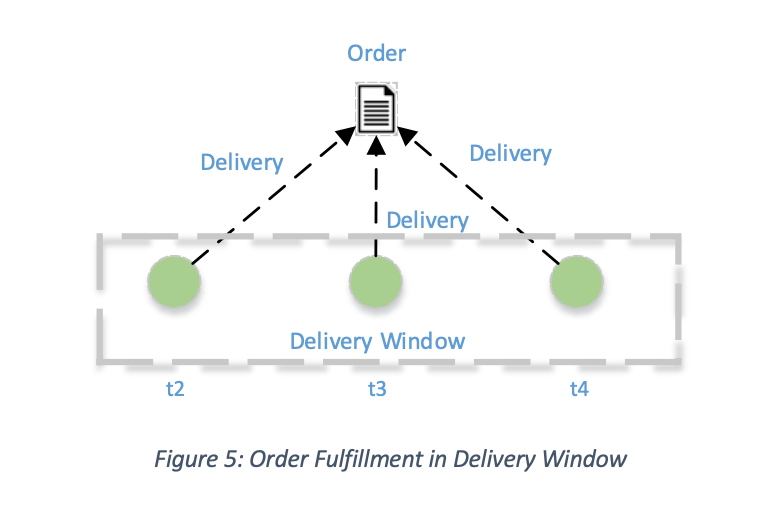 Order
Delivery
Delivery
Delivery
Delivery Window
t2
t3
t4
Figure 5: Order Fulfillment in Delivery Window